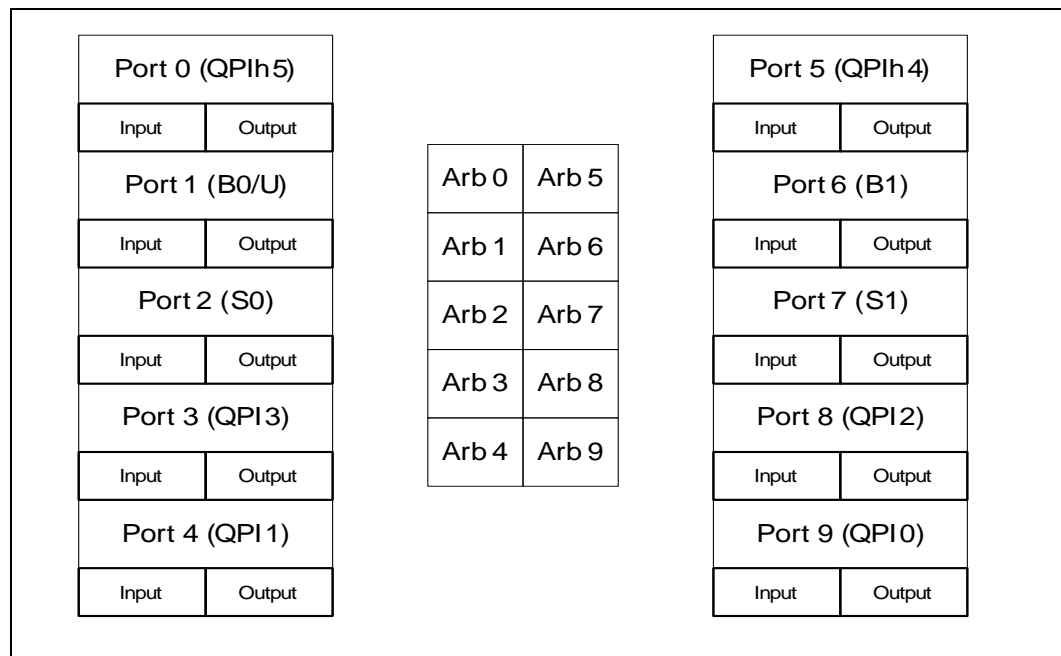 Port 0 (QPIh5)
Input Output
Port 1 (B0/U)
Input Output
Port 2 (S0)
Input Output
Port 3 (QPI3)
Input Output
Port 4 (QPI1)
Input Output
Arb 0 Arb 5
Arb 1 Arb 6
Arb 2 Arb 7
Arb 3 Arb 8
Arb 4 Arb 9
Port 5 (QPIh4)
Input Output
Port 6 (B1)
Input Output
Port 7 (S1)
Input Output
Port 8 (QPI2)
Input Output
Port 9 (QPI0)
Input Output